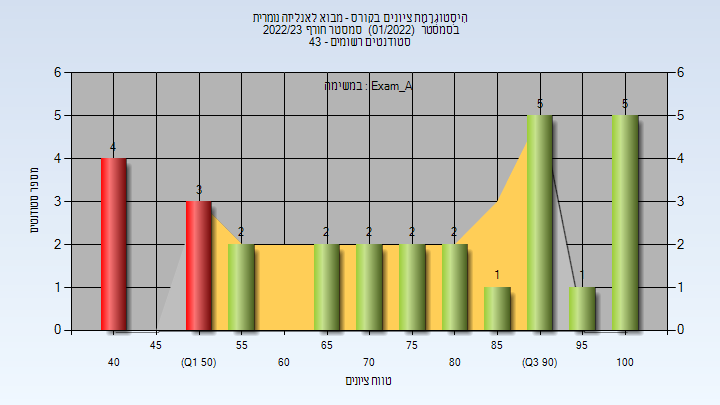 הִיסְטוֹגְרָמַת ציונים בקורס - מבוא לאנליזה נומרית
בסמסטר (01/2022) סמסטר חורף 2022/23
סטודנטים רשומים - 43
במשימה : Exam_A
מספר סטודנטים
6 6
5 5
4 4
3 3
2 2
1 1
0 0
4 3 2 2 2 2 2 1 5 1 5
45 55 65 75 85 95
40 (Q1 50) 60 70 80 (Q3 90) 100
טווח ציונים